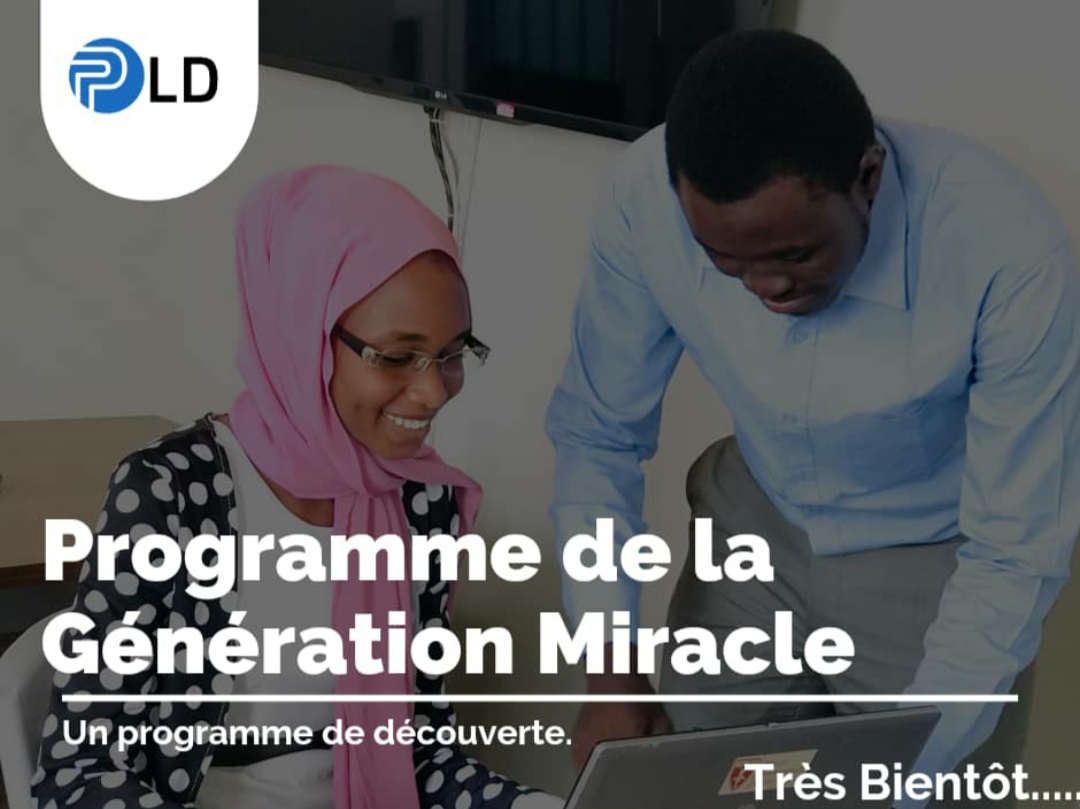 PLD
Programme de la
Génération Miracle
Un programme de découverte.
Très Bientôt.....